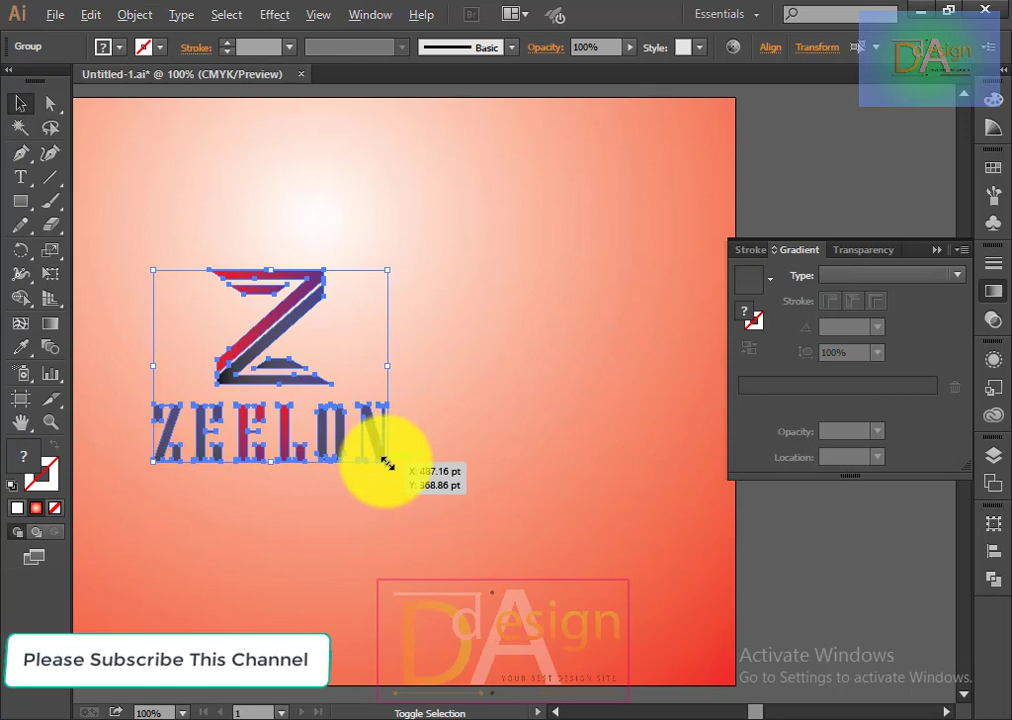 Ai File Edit Object Type Select Effect View Window Help Br Essentials
Group Stroke: Basic Opacity: 100% Style: Align Transform
Untitled-1.ai* @ 100% (CMYK/Preview)
Ddesign
A
Stroke Gradient Transparency
Type:
Stroke:
100%
Opacity:
Location:
ZEELON
X: 487.16 pt
Y: 368.86 pt
Ddesign
A
YOUR BEST DESIGN SITE
Please Subscribe This Channel
Activate Windows
Go to Settings to activate Windows.
100% 1 Toggle Selection